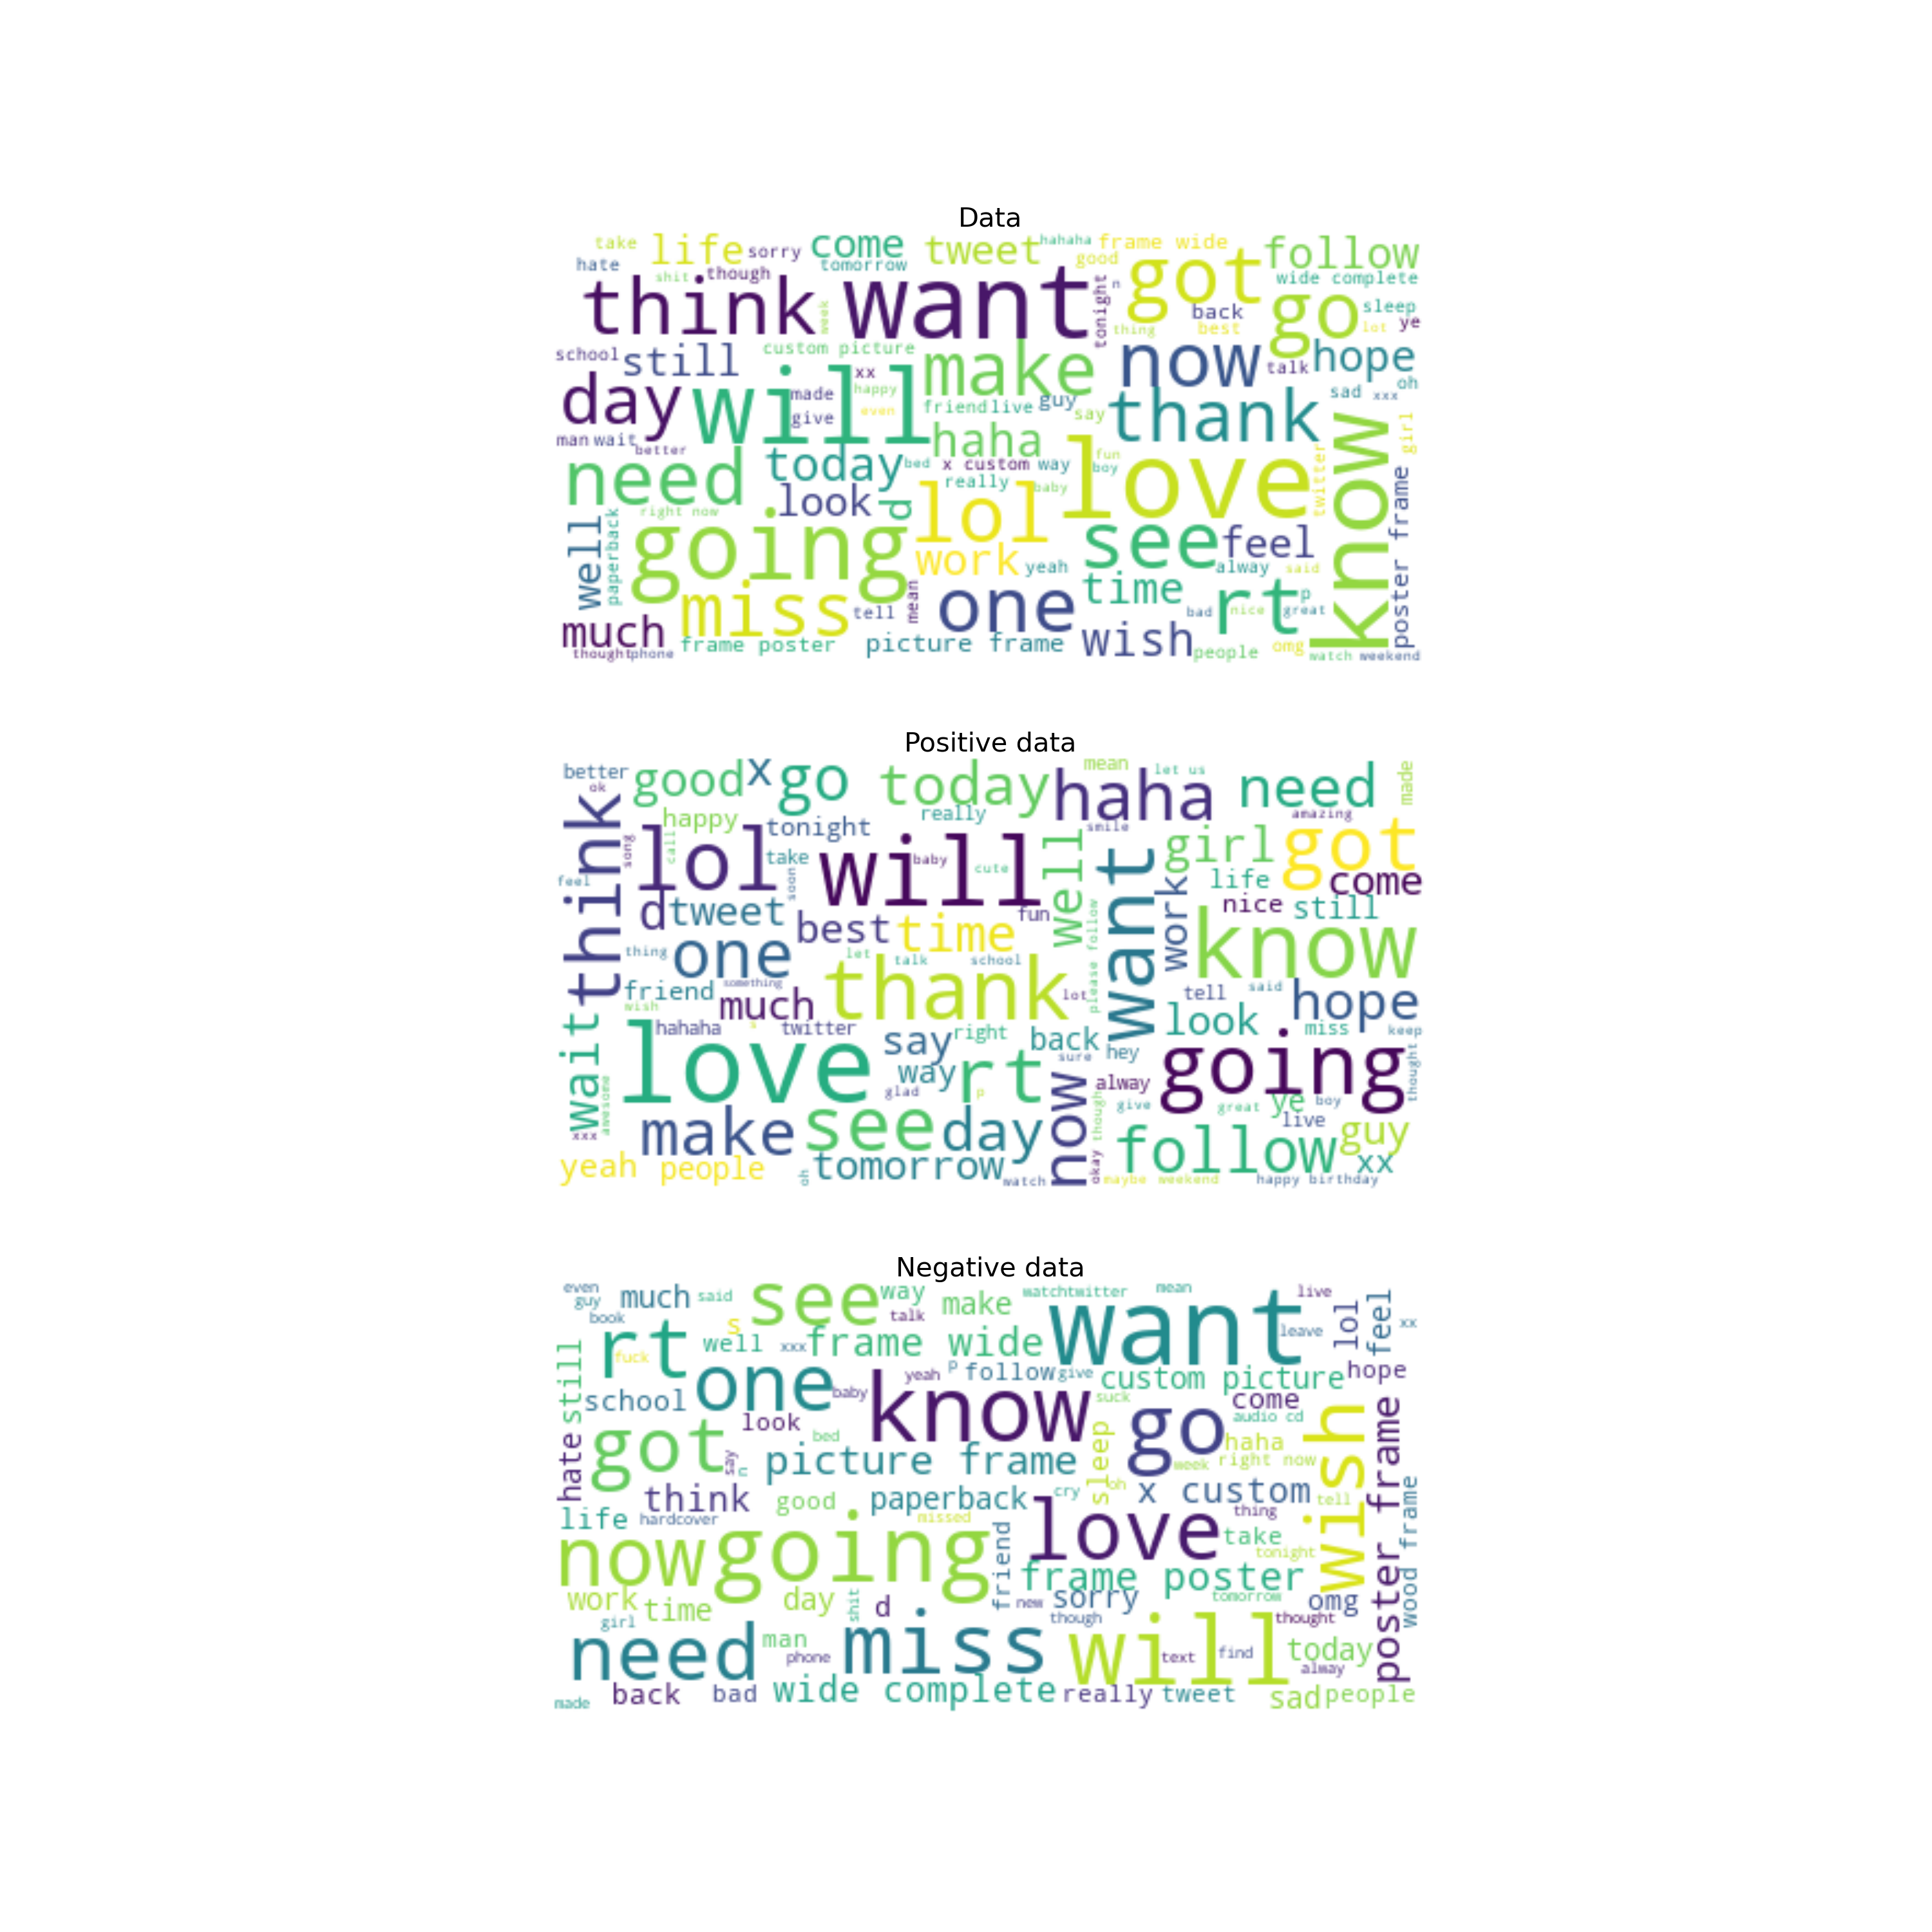 Data
take life sorry come tweet hahaha frame wide
hate shit though tomorrow good got follow
think want week tonight n thing back best wide complete
go sleep lot ye
school still custom picture make now talk hope
day will made xx happy give even friend live guy say thank sad xxx oh girl
man wait better haha
need today bed x custom way love fun boy twitter know
look d really baby lol
right now well paperback going see feel poster frame
work yeah alway said
miss tell mean one time rt p bad nice great
much frame poster picture frame wish people omg
thought phone watch weekend
Positive data
better good x go today haha mean let us need made
ok happy tonight really smile amazing
think song lol call take soon will baby cute well want girl got
feel life come
d tweet best time fun work nice still
one thing let talk school please follow know
friend something much thank lot tell said hope
wish hahaha twitter say right back look miss keep
wait love way rt sure hey going thought
awesome glad p now alway give great ye boy
xxx make see day though live
follow guy
yeah people oh tomorrow watch okay xx
maybe weekend happy birthday
Negative data
even guy much said see way make watchtwitter mean live
book s talk want leave lol feel xx
rt fuck well xxx frame wide
still one yeah p follow give custom picture hope
school baby know suck come
hate look go audio cd wish poster frame
got say n bed picture frame sleep week haha right now
think good paperback cry oh x custom tell
life hardcover missed love thing take wood frame
now going friend frame poster tonight
work time day shit d new sorry tomorrow omg
girl though thought
need man phone miss will text find today alway
made back bad wide complete really tweet sad people